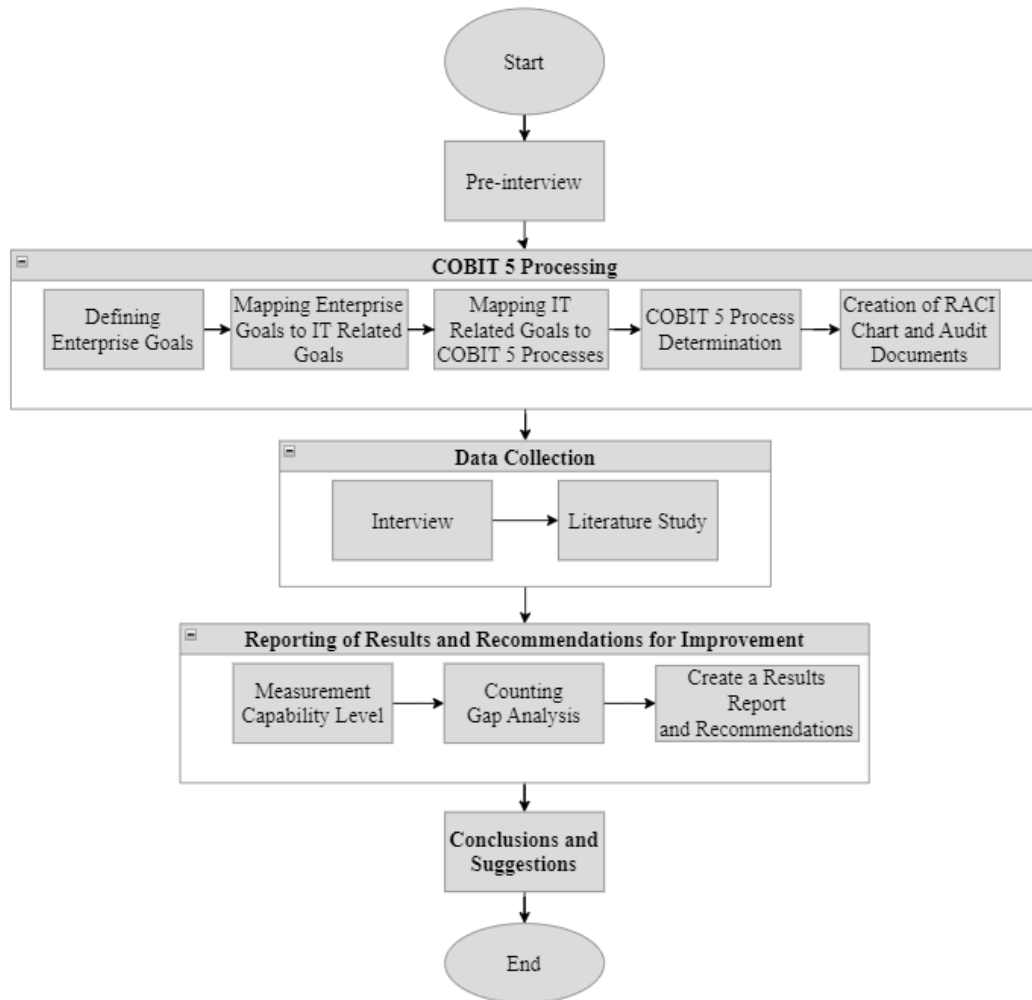 Start
Pre-interview
COBIT 5 Processing
Defining
Enterprise Goals
Mapping Enterprise
Goals to IT Related
Goals
Mapping IT
Related Goals to
COBIT 5 Processes
COBIT 5 Process
Determination
Creation of RACI
Chart and Audit
Documents
Data Collection
Interview
Literature Study
Reporting of Results and Recommendations for Improvement
Measurement
Capability Level
Counting
Gap Analysis
Create a Results
Report
and Recommendations
Conclusions and
Suggestions
End